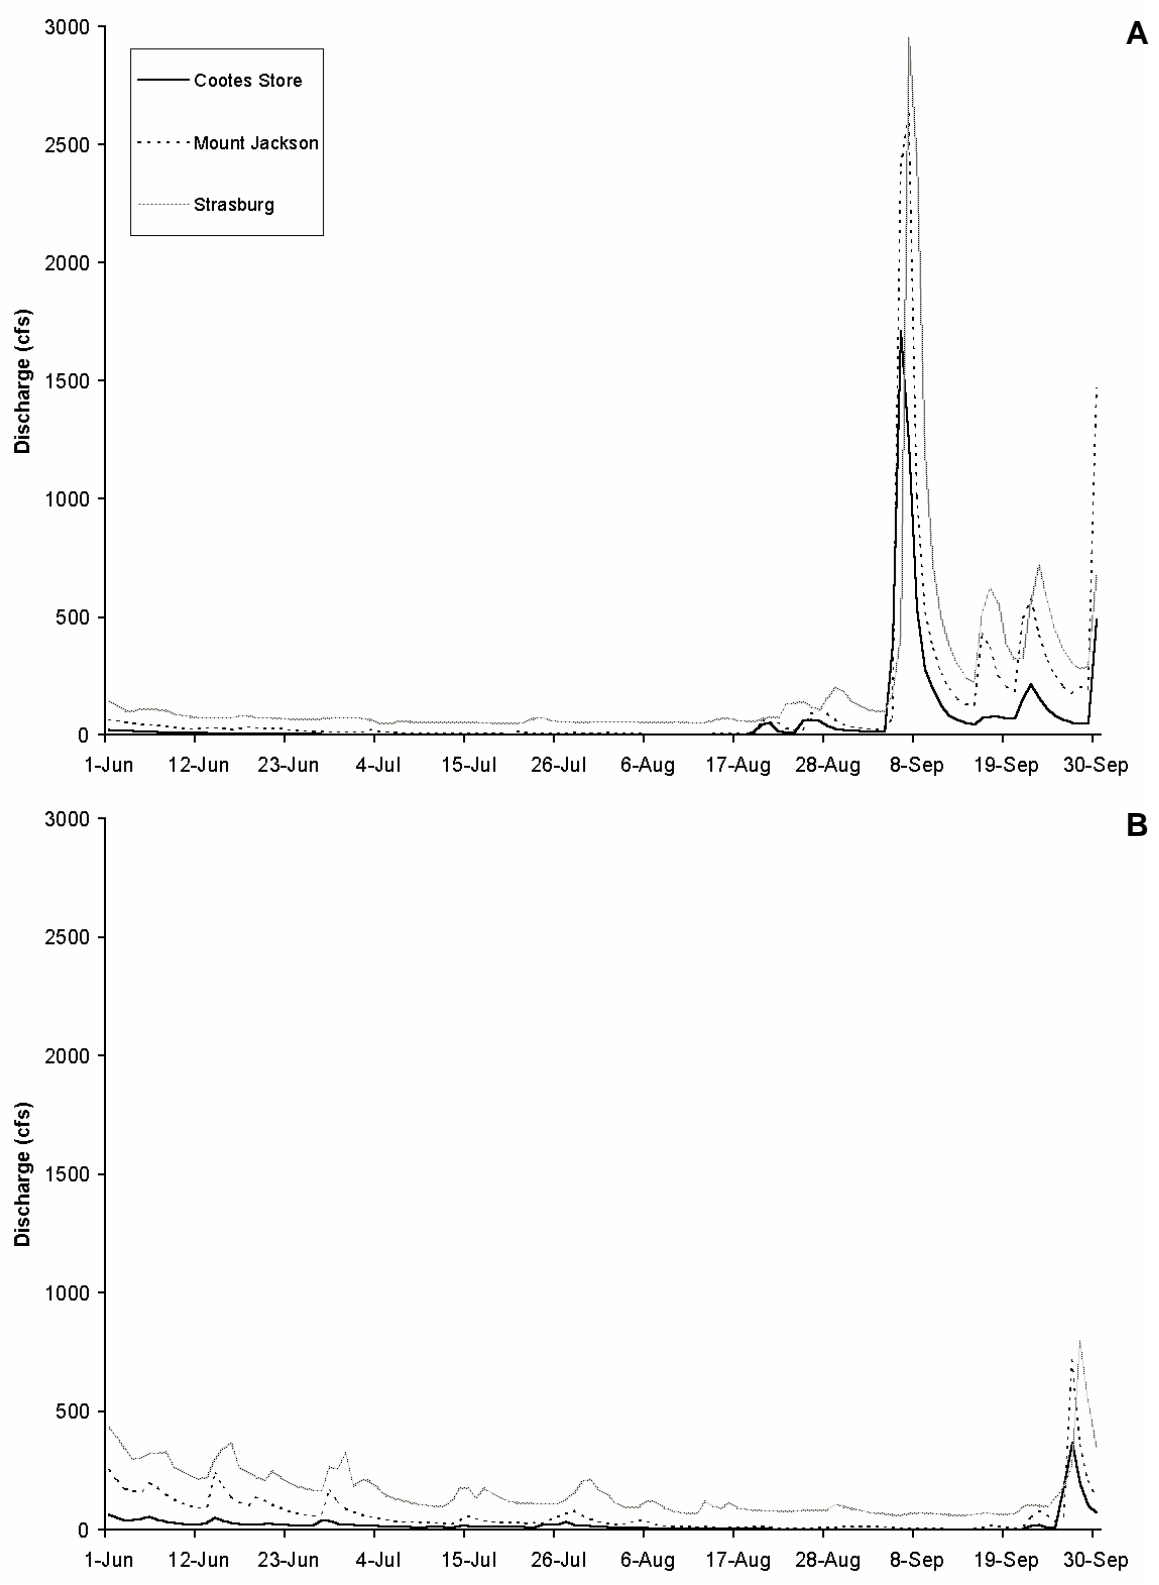 A
3000
2500
2000
1500
1000
500
0
Discharge (cfs)
Cootes Store
Mount Jackson
Strasburg
1-Jun 12-Jun 23-Jun 4-Jul 15-Jul 26-Jul 6-Aug 17-Aug 28-Aug 8-Sep 19-Sep 30-Sep
B
3000
2500
2000
1500
1000
500
0
Discharge (cfs)
1-Jun 12-Jun 23-Jun 4-Jul 15-Jul 26-Jul 6-Aug 17-Aug 28-Aug 8-Sep 19-Sep 30-Sep